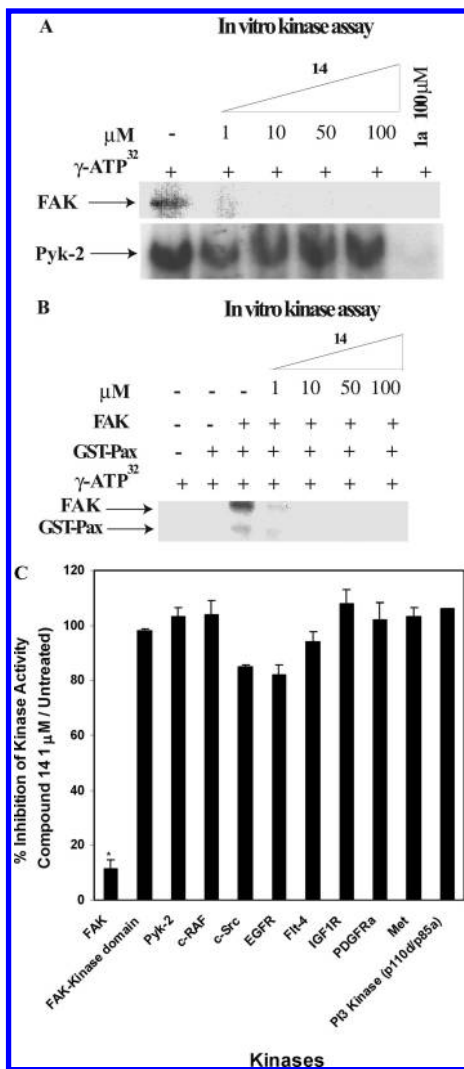 A
In vitro kinase assay
14
μM - 1 10 50 100 1a 100 μM
γ-ATP32 + + + + + +
FAK
Pyk-2
B
In vitro kinase assay
14
μM - - - 1 10 50 100
FAK - - + + + + +
GST-Pax - + + + + + +
γ-ATP32 + + + + + + +
FAK
GST-Pax
C
% Inhibition of Kinase Activity
Compound 14 1 μM / Untreated
120
100
80
60
40
20
0
*
FAK
FAK-Kinase domain
Pyk-2
c-RAF
c-Src
EGFR
Flt-4
IGF1R
PDGFRa
Met
PI3 Kinase (p110d/p85a)
Kinases